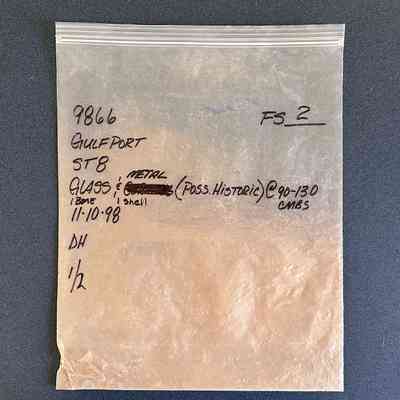 9866 FS 2
GULFPORT
ST 8
METAL
GLASS & (POSS. HISTORIC) @ 90-130
1 BONE 1 Shell CMBS
11-10-98
DH
1/2